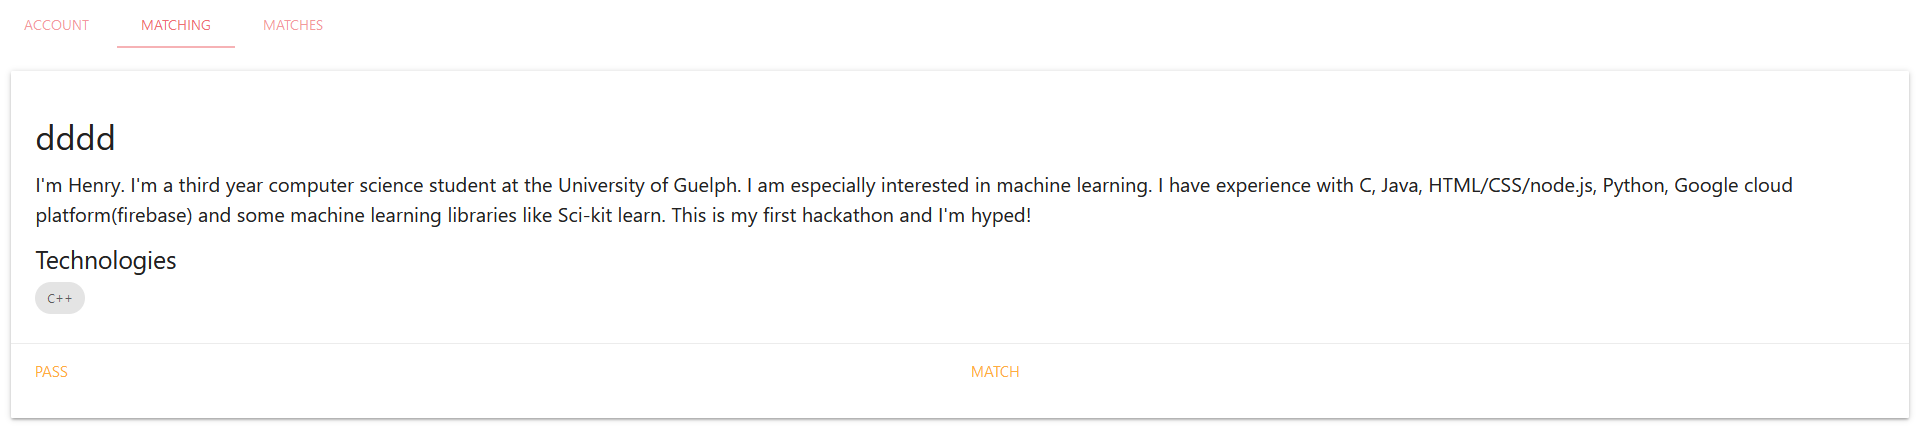 ACCOUNT MATCHING MATCHES
dddd
I'm Henry. I'm a third year computer science student at the University of Guelph. I am especially interested in machine learning. I have experience with C, Java, HTML/CSS/node.js, Python, Google cloud
platform(firebase) and some machine learning libraries like Sci-kit learn. This is my first hackathon and I'm hyped!
Technologies
C++
PASS MATCH